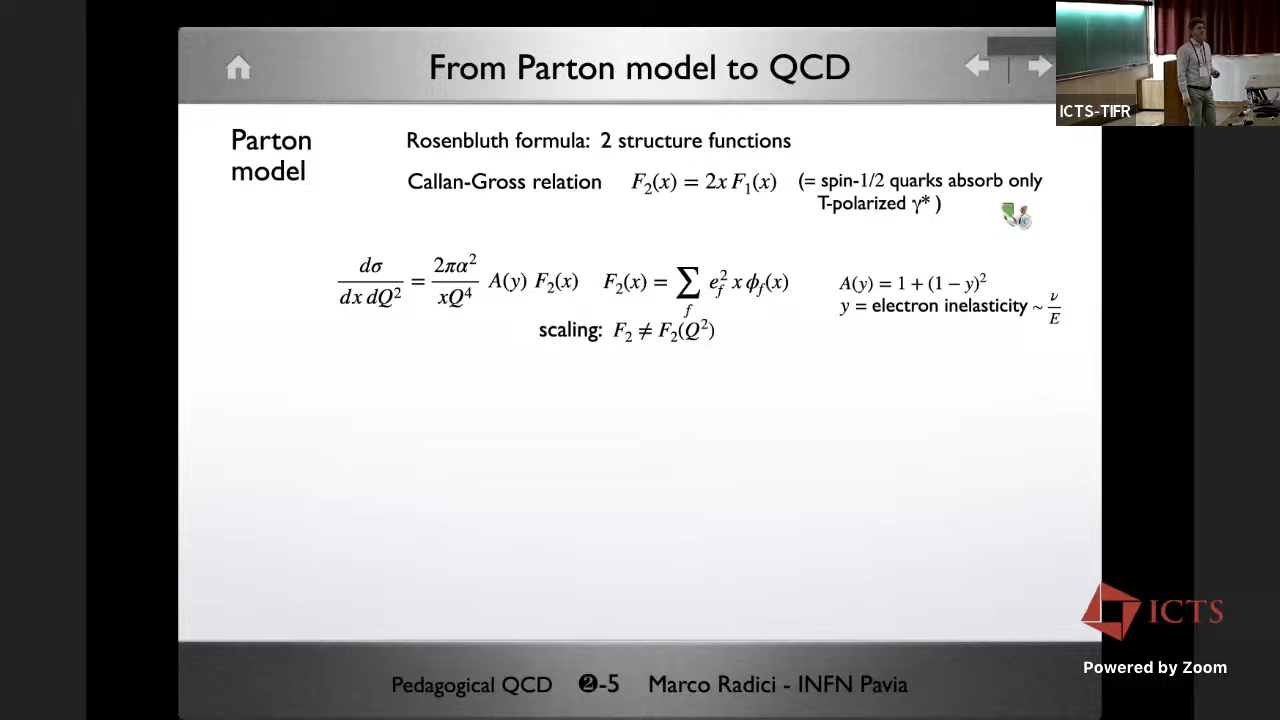 From Parton model to QCD
ICTS-TIFR
Parton
model
Rosenbluth formula: 2 structure functions
Callan-Gross relation F₂(x) = 2x F₁(x) (= spin-1/2 quarks absorb only
T-polarized γ* )
dσ/dx dQ² = 2πα²/xQ⁴ A(y) F₂(x) F₂(x) = ∑_f e_f² x ϕ_f(x) A(y) = 1 + (1 − y)²
y = electron inelasticity ~ ν/E
scaling: F₂ ≠ F₂(Q²)
ICTS
Powered by Zoom
Pedagogical QCD ❷-5 Marco Radici - INFN Pavia